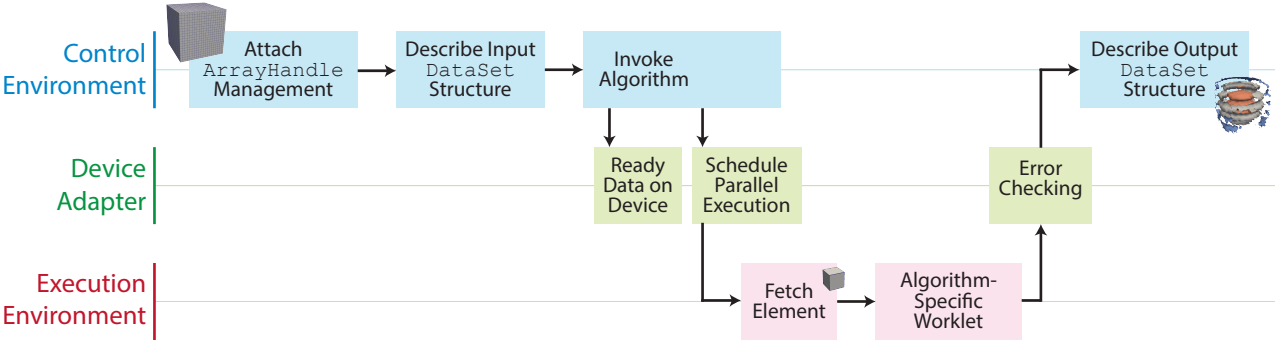 Control
Environment
Attach
ArrayHandle
Management
Describe Input
DataSet
Structure
Invoke
Algorithm
Describe Output
DataSet
Structure
Device
Adapter
Ready
Data on
Device
Schedule
Parallel
Execution
Error
Checking
Execution
Environment
Fetch
Element
Algorithm-
Specific
Worklet